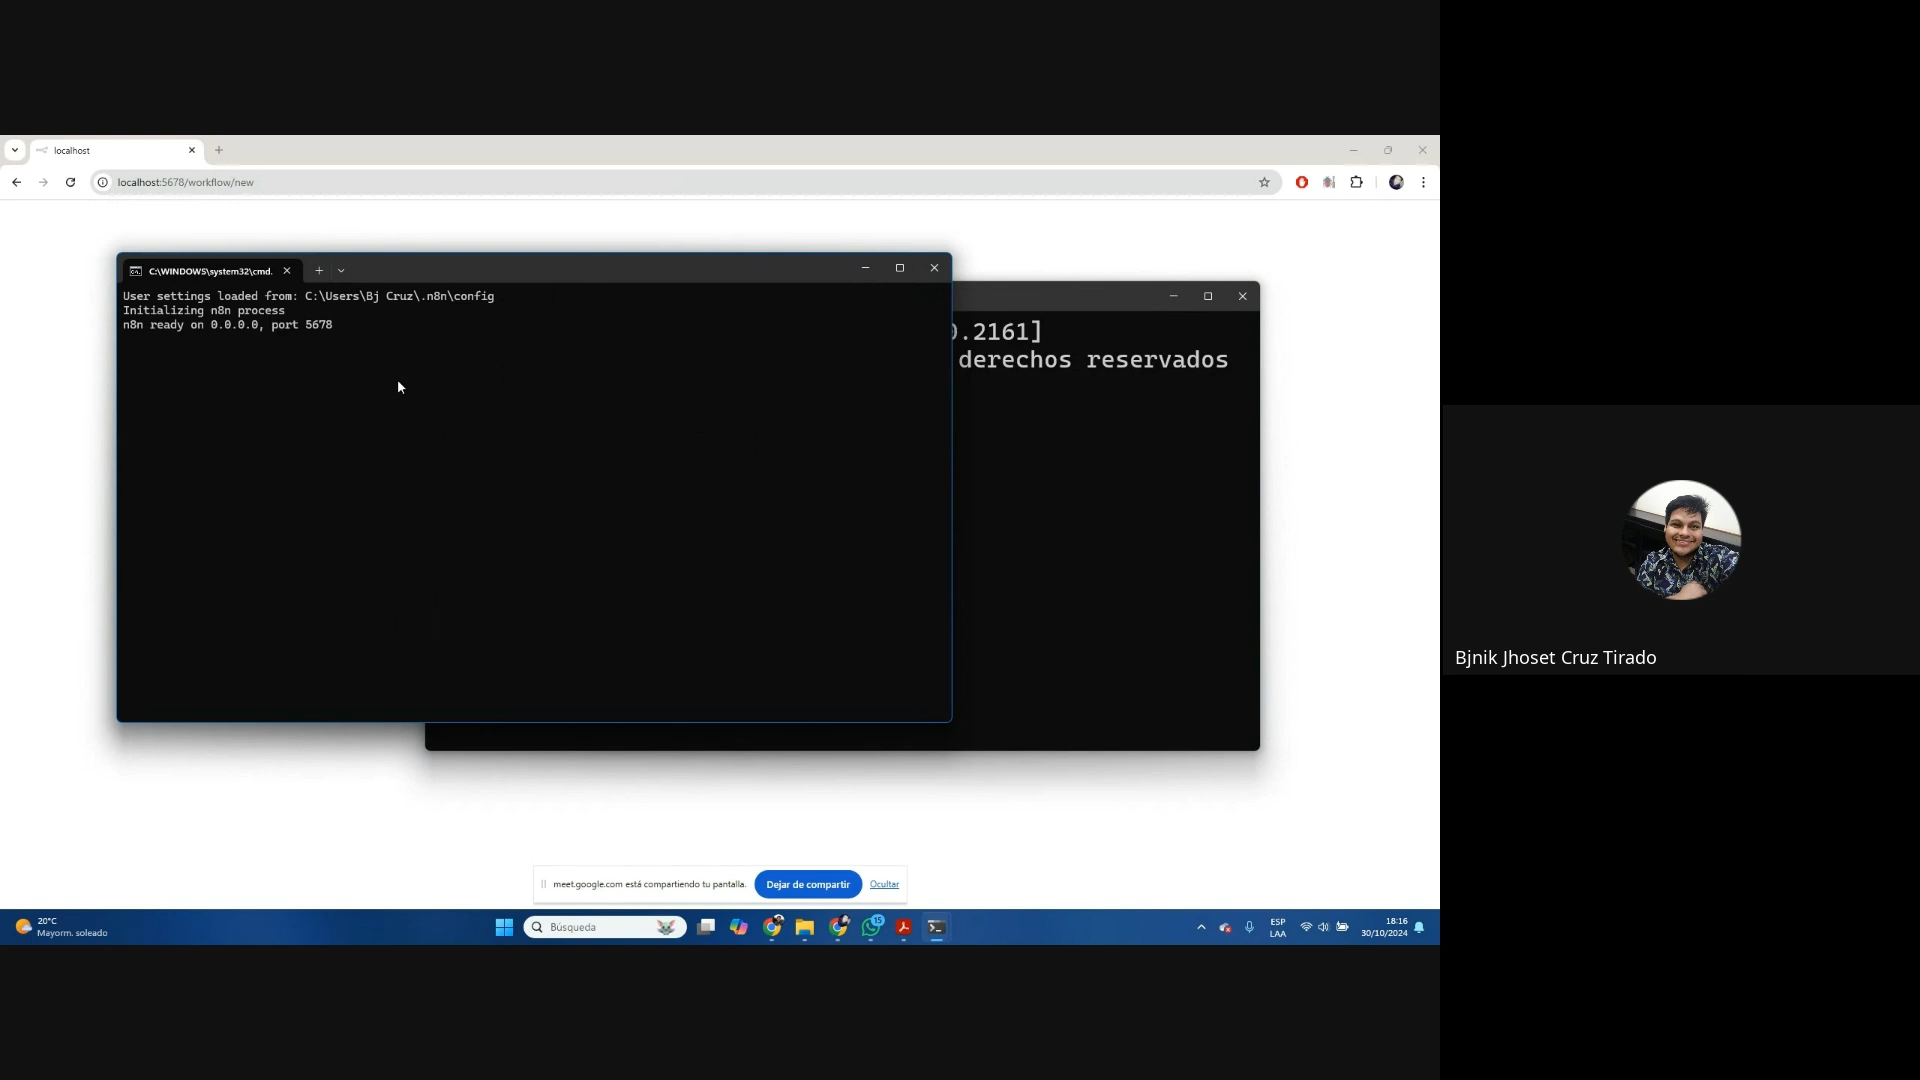 localhost
localhost:5678/workflow/new
C:\WINDOWS\system32\cmd.
User settings loaded from: C:\Users\Bj Cruz\.n8n\config
Initializing n8n process
n8n ready on 0.0.0.0, port 5678
.2161]
derechos reservados
Bjnik Jhoset Cruz Tirado
meet.google.com está compartiendo tu pantalla.
Dejar de compartir
Ocultar
20°C
Mayorm. soleado
Búsqueda
15
ESP
LAA
18:16
30/10/2024